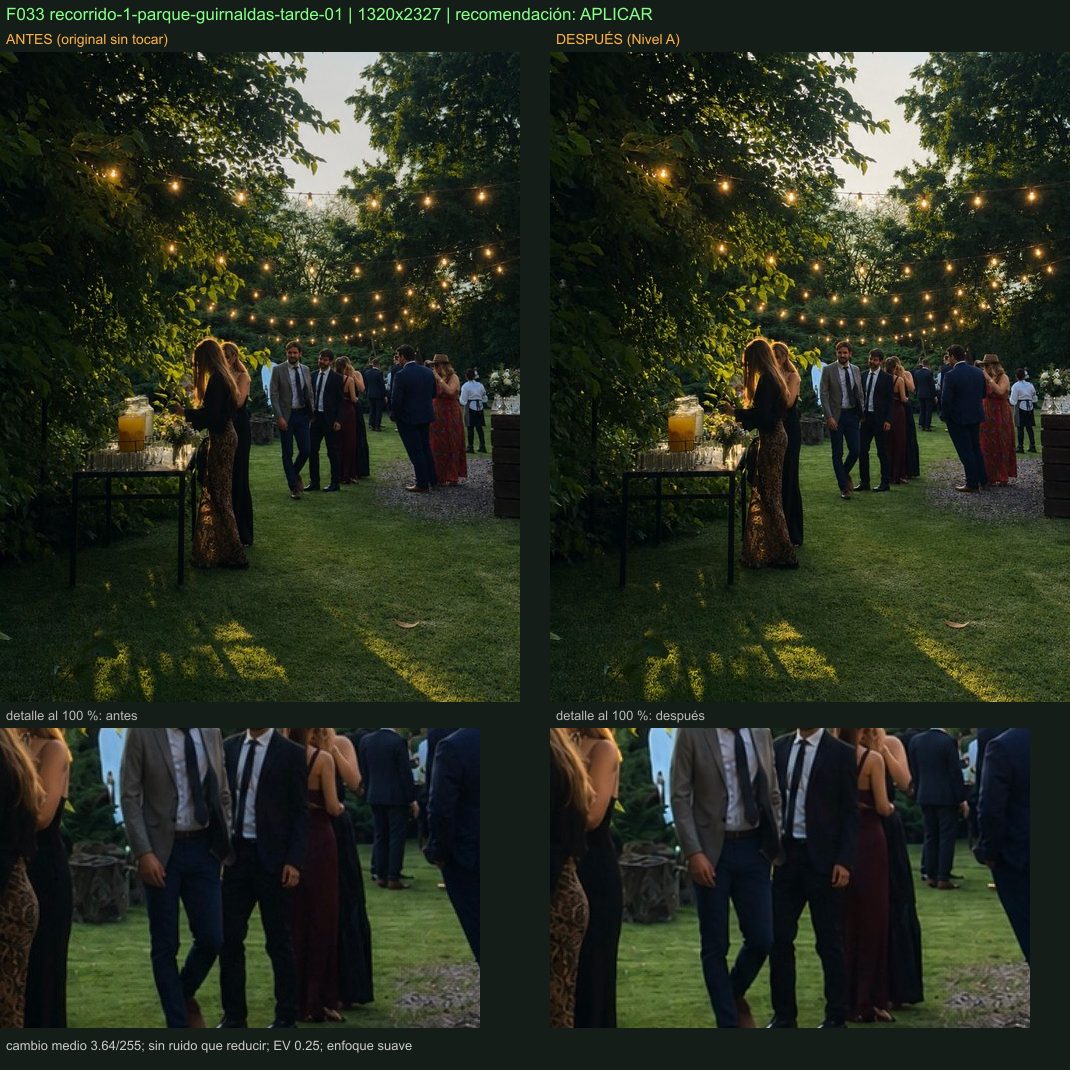 F033 recorrido-1-parque-guirnaldas-tarde-01 | 1320x2327 | recomendación: APLICAR
ANTES (original sin tocar)
DESPUÉS (Nivel A)
detalle al 100 %: antes
detalle al 100 %: después
cambio medio 3.64/255; sin ruido que reducir; EV 0.25; enfoque suave